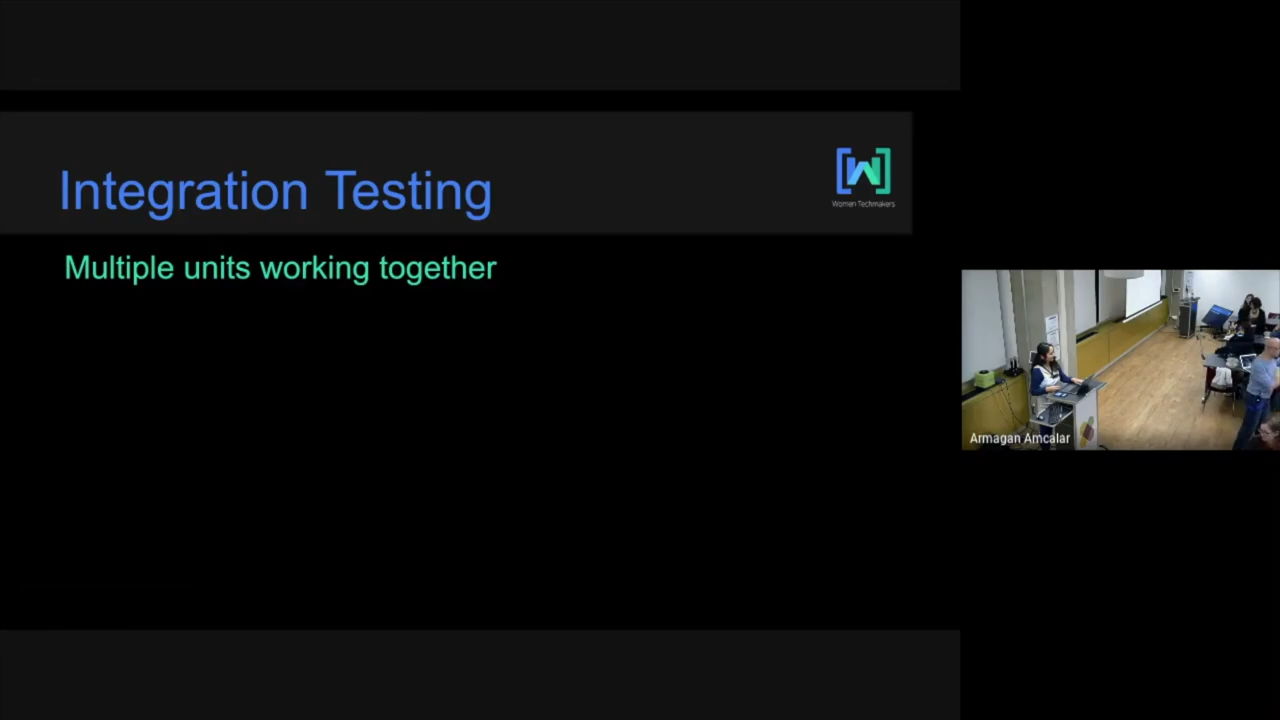 Integration Testing
Women Techmakers
Multiple units working together
Armagan Amcalar